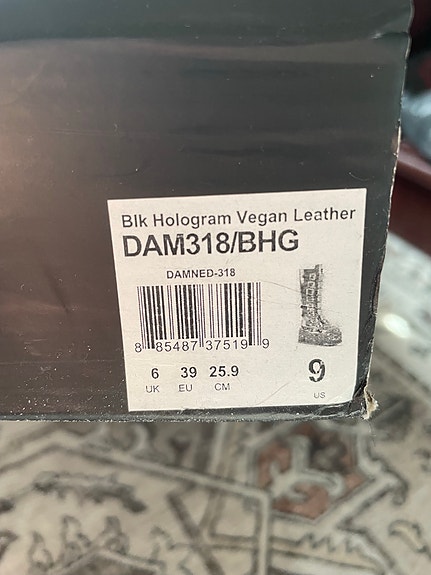 Blk Hologram Vegan Leather
DAM318/BHG
DAMNED-318
8 85487 37519 9
6 39 25.9 9
UK EU CM US